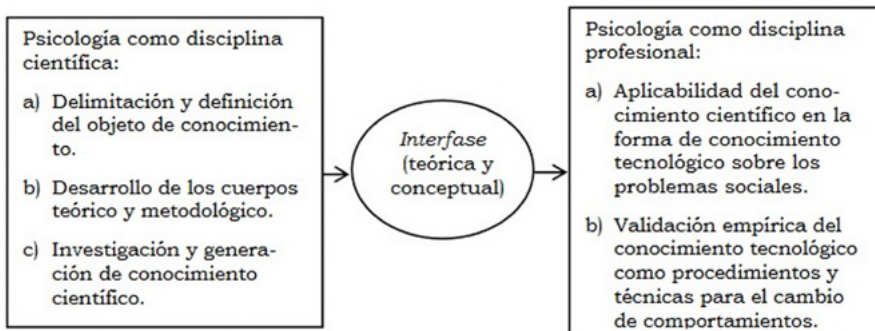 Psicología como disciplina
científica:
a) Delimitación y definición
del objeto de conocimien-
to.
b) Desarrollo de los cuerpos
teórico y metodológico.
c) Investigación y genera-
ción de conocimiento
científico.
Interfase
(teórica y
conceptual)
Psicología como disciplina
profesional:
a) Aplicabilidad del cono-
cimiento científico en la
forma de conocimiento
tecnológico sobre los
problemas sociales.
b) Validación empírica del
conocimiento tecnológico
como procedimientos y
técnicas para el cambio
de comportamientos.